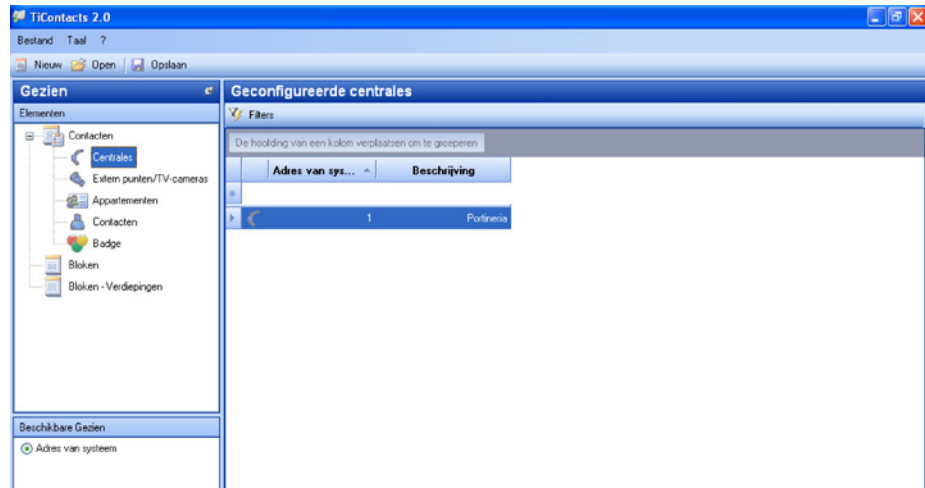 TiContacts 2.0
Bestand Taal ?
Nieuw Open Opslaan
Gezien
Elementen
Contacten
Centrales
Extern punten/TV-cameras
Appartementen
Contacten
Badge
Bloken
Bloken - Verdiepingen
Beschikbare Gezien
Adres van systeem
Geconfigureerde centrales
Filters
De hoofding van een kolom verplaatsen om te groeperen
Adres van sys... Beschrijving
1 Portineria